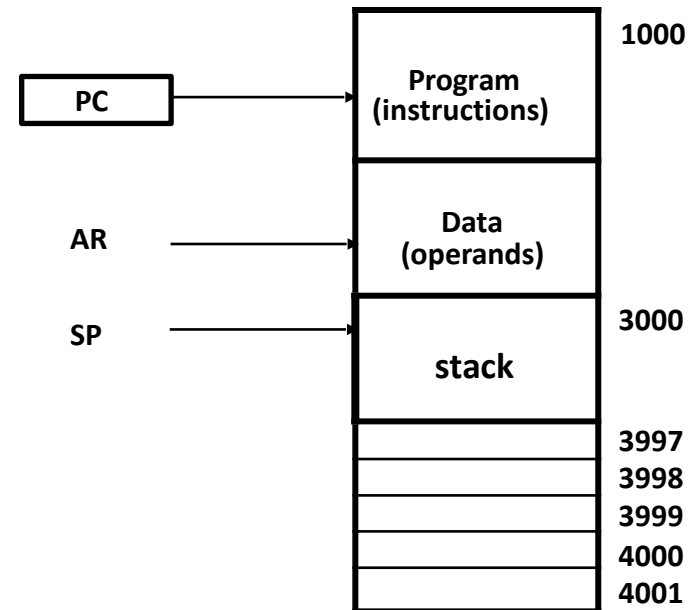 1000
Program
(instructions)
PC
Data
(operands)
AR
3000
SP
stack
3997
3998
3999
4000
4001